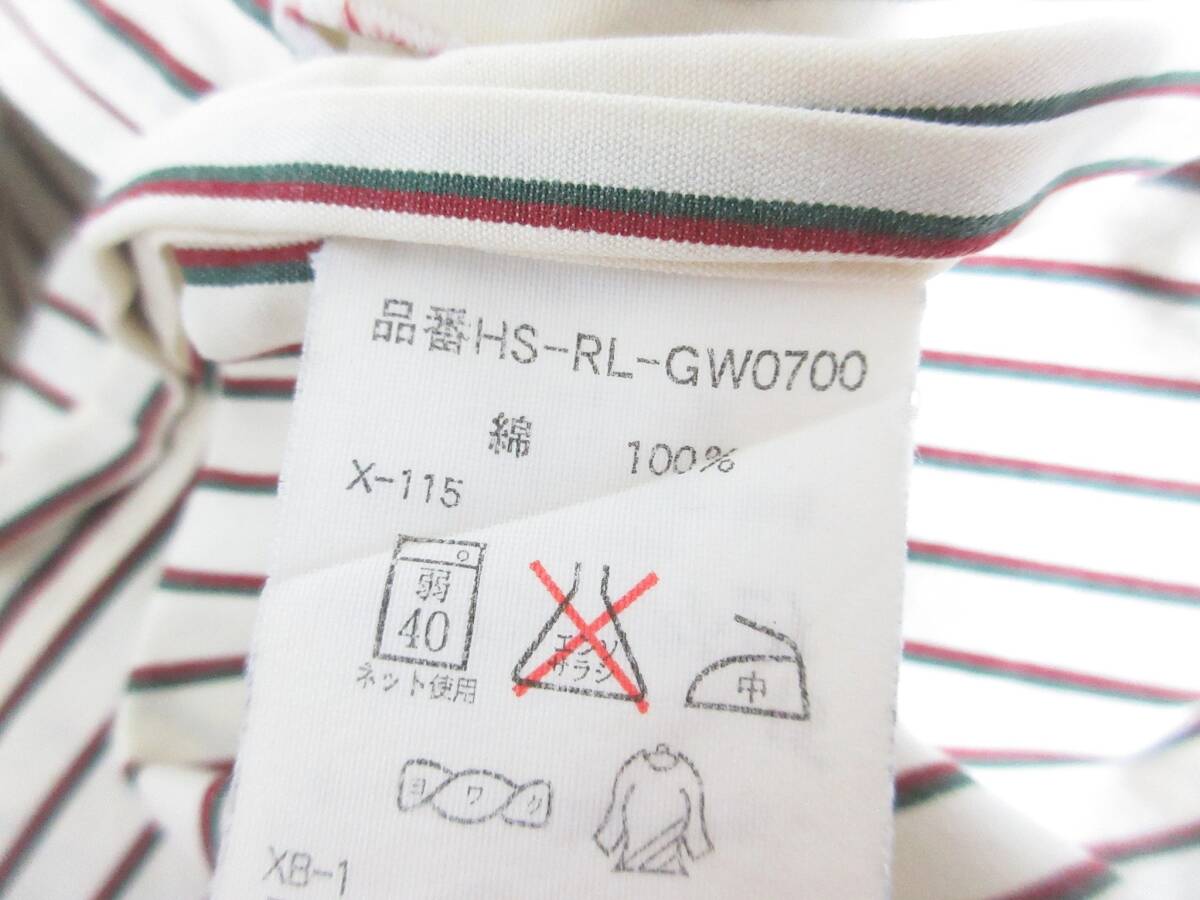 品番HS-RL-GW0700
綿 100%
X-115
弱
40
ネット使用
エンソ
サラシ
中
ヨワク
XB-1